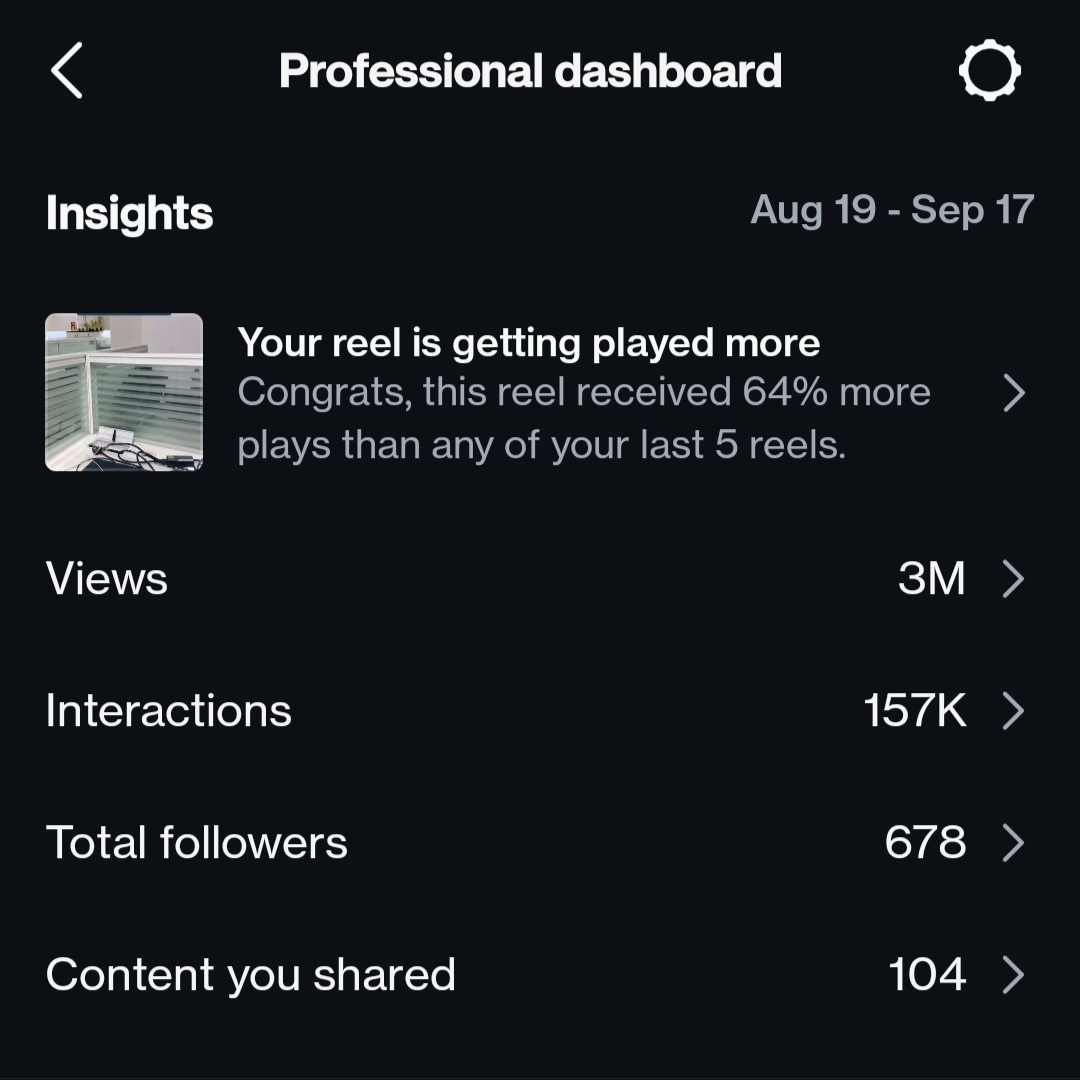 Professional dashboard
Insights
Aug 19 - Sep 17
Your reel is getting played more
Congrats, this reel received 64% more
plays than any of your last 5 reels.
Views
3M
Interactions
157K
Total followers
678
Content you shared
104